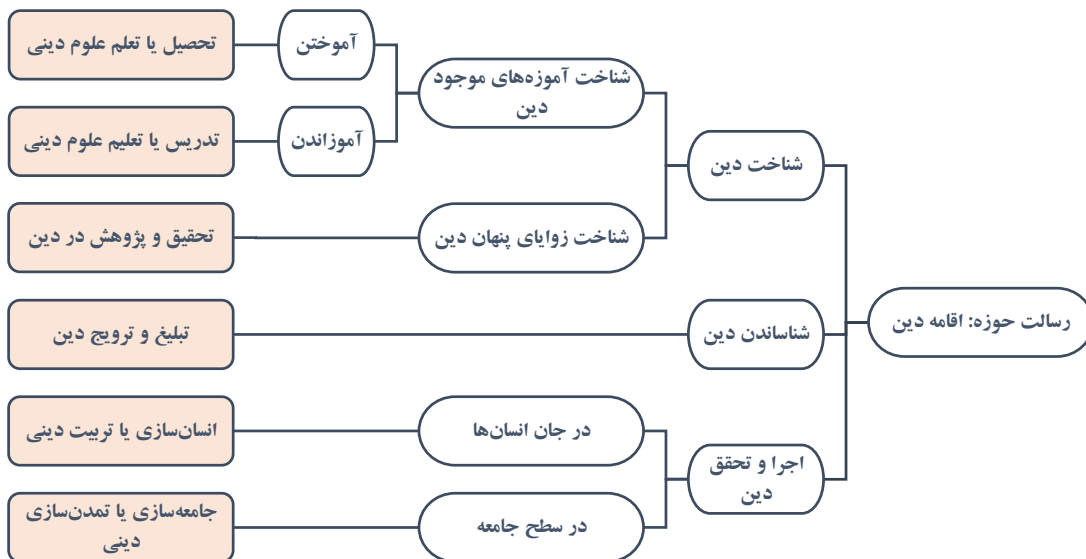 رسالت حوزه: اقامه دین
شناخت دین
شناخت آموزه‌های موجود
دین
آموختن
تحصیل یا تعلم علوم دینی
آموزاندن
تدریس یا تعلیم علوم دینی
شناخت زوایای پنهان دین
تحقیق و پژوهش در دین
شناساندن دین
تبلیغ و ترویج دین
اجرا و تحقق
دین
در جان انسان‌ها
انسان‌سازی یا تربیت دینی
در سطح جامعه
جامعه‌سازی یا تمدن‌سازی
دینی